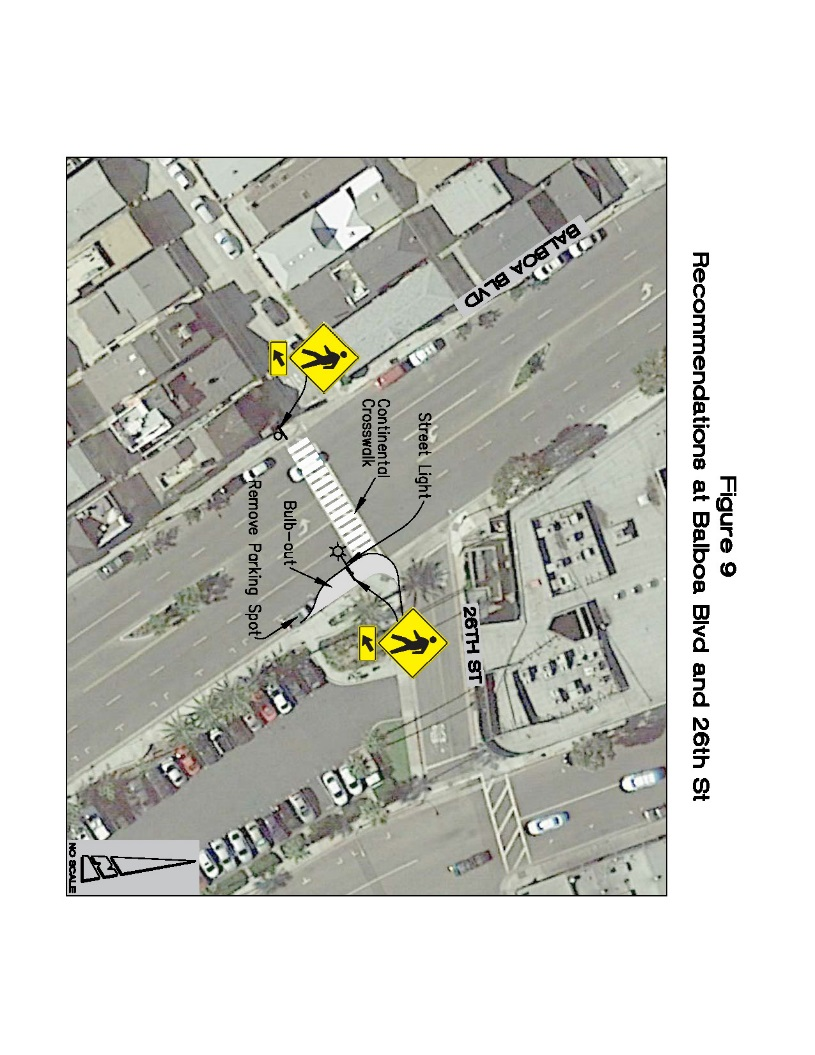 Figure 9
Recommendations at Balboa Blvd and 26th St
BALBOA BLVD
Street Light
Continental
Crosswalk
Bulb-out
Remove Parking Spot
26TH ST
N
NO SCALE